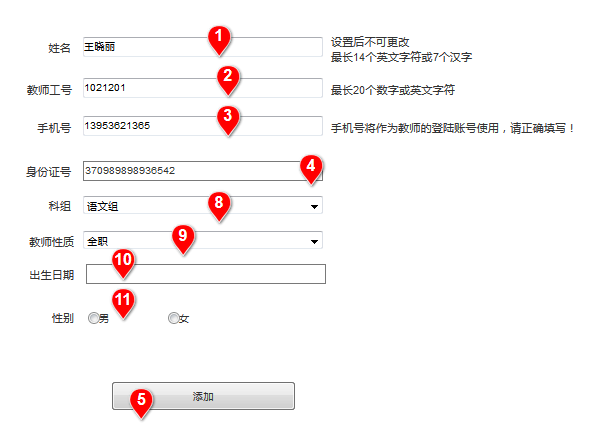 姓名 王晓丽 1 设置后不可更改
最长14个英文字符或7个汉字
教师工号 1021201 2 最长20个数字或英文字符
手机号 13953621365 3 手机号将作为教师的登陆账号使用，请正确填写！
身份证号 370989898936542 4
科组 语文组 8
教师性质 全职 9
出生日期 10
性别 男 11 女
5 添加